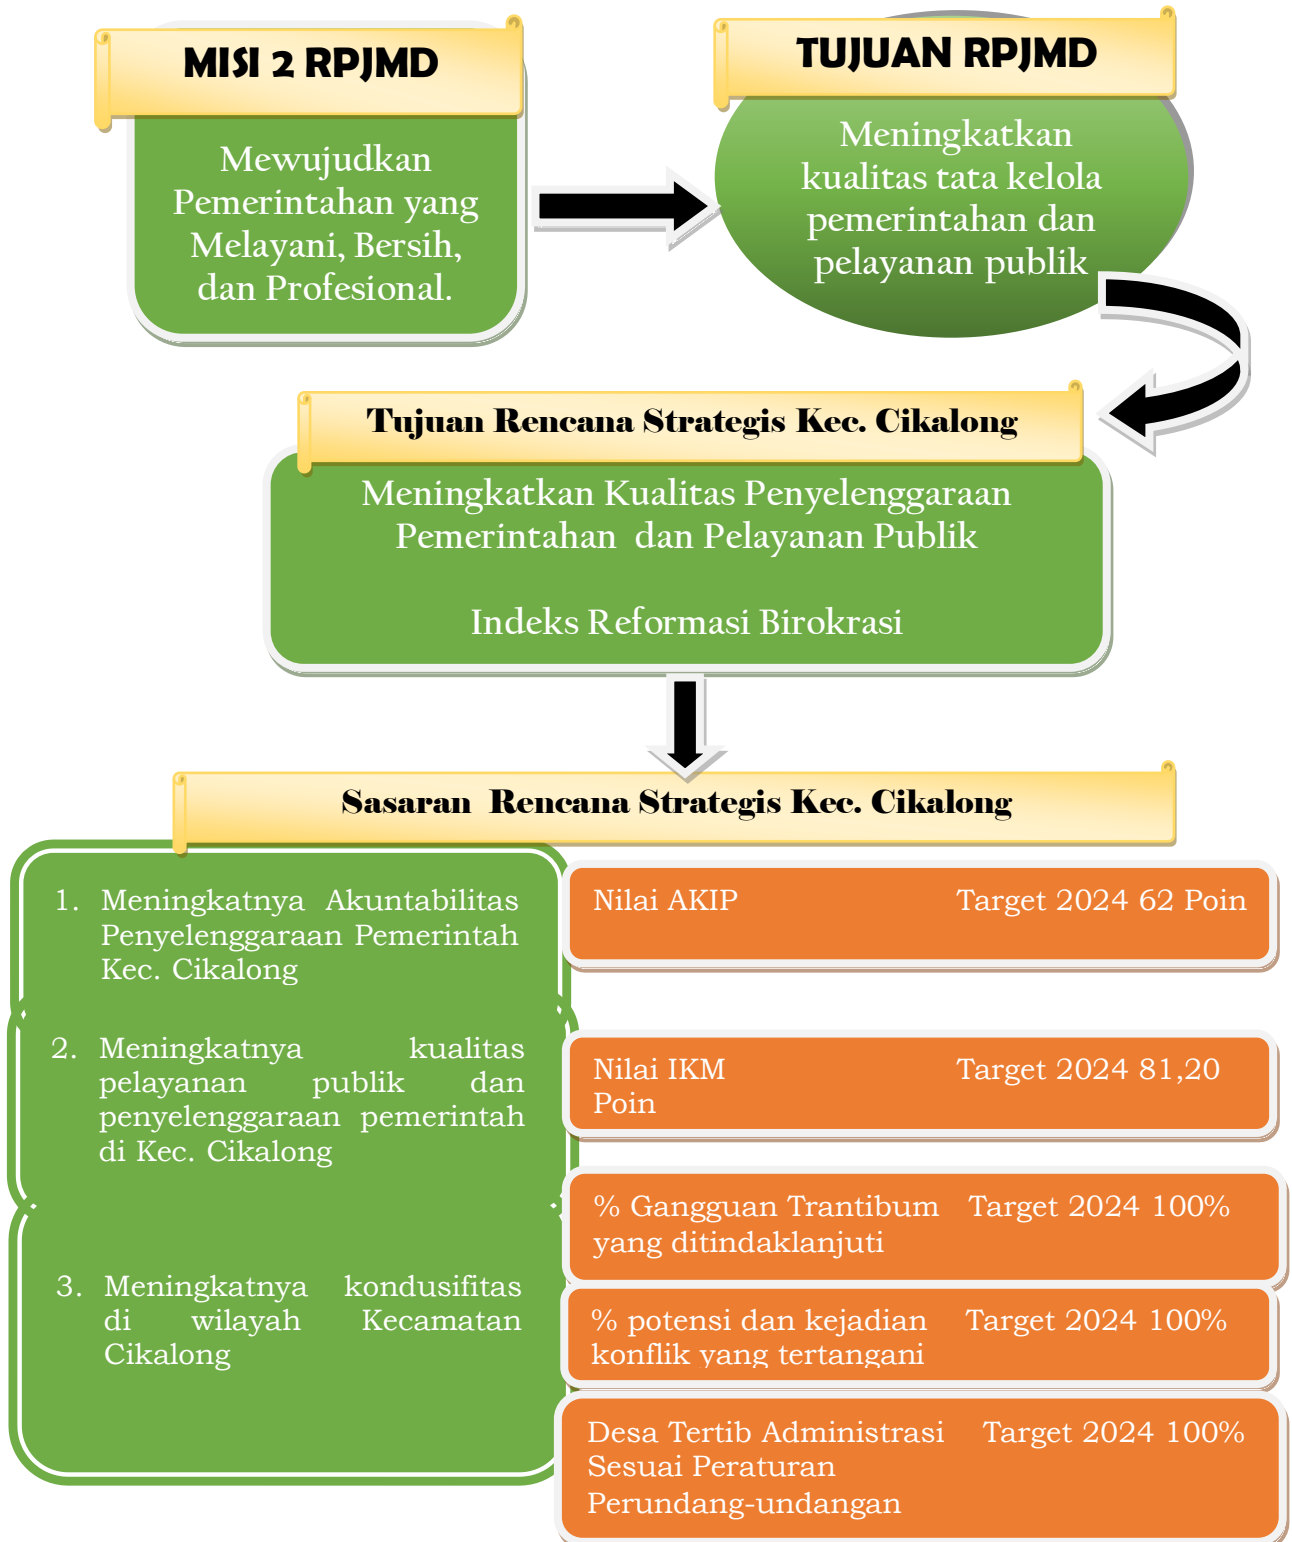 MISI 2 RPJMD
Mewujudkan
Pemerintahan yang
Melayani, Bersih,
dan Profesional.
TUJUAN RPJMD
Meningkatkan
kualitas tata kelola
pemerintahan dan
pelayanan publik
Tujuan Rencana Strategis Kec. Cikalong
Meningkatkan Kualitas Penyelenggaraan
Pemerintahan dan Pelayanan Publik
Indeks Reformasi Birokrasi
Sasaran Rencana Strategis Kec. Cikalong
1. Meningkatnya Akuntabilitas
Penyelenggaraan Pemerintah
Kec. Cikalong
Nilai AKIP Target 2024 62 Poin
2. Meningkatnya kualitas
pelayanan publik dan
penyelenggaraan pemerintah
di Kec. Cikalong
Nilai IKM Target 2024 81,20
Poin
3. Meningkatnya kondusifitas
di wilayah Kecamatan
Cikalong
% Gangguan Trantibum Target 2024 100%
yang ditindaklanjuti
% potensi dan kejadian Target 2024 100%
konflik yang tertangani
Desa Tertib Administrasi Target 2024 100%
Sesuai Peraturan
Perundang-undangan